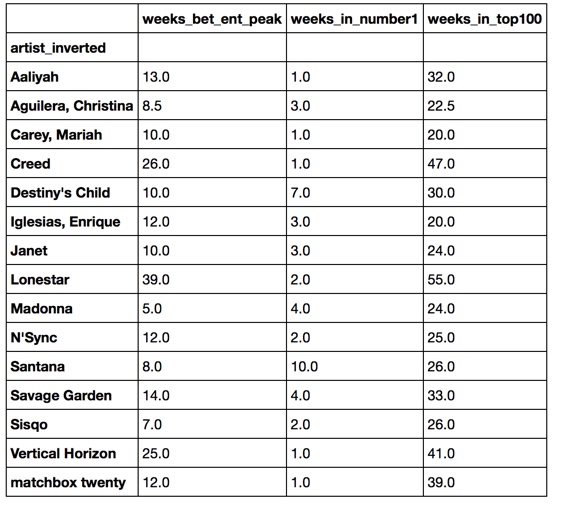 weeks_bet_ent_peak weeks_in_number1 weeks_in_top100
artist_inverted
Aaliyah 13.0 1.0 32.0
Aguilera, Christina 8.5 3.0 22.5
Carey, Mariah 10.0 1.0 20.0
Creed 26.0 1.0 47.0
Destiny's Child 10.0 7.0 30.0
Iglesias, Enrique 12.0 3.0 20.0
Janet 10.0 3.0 24.0
Lonestar 39.0 2.0 55.0
Madonna 5.0 4.0 24.0
N'Sync 12.0 2.0 25.0
Santana 8.0 10.0 26.0
Savage Garden 14.0 4.0 33.0
Sisqo 7.0 2.0 26.0
Vertical Horizon 25.0 1.0 41.0
matchbox twenty 12.0 1.0 39.0